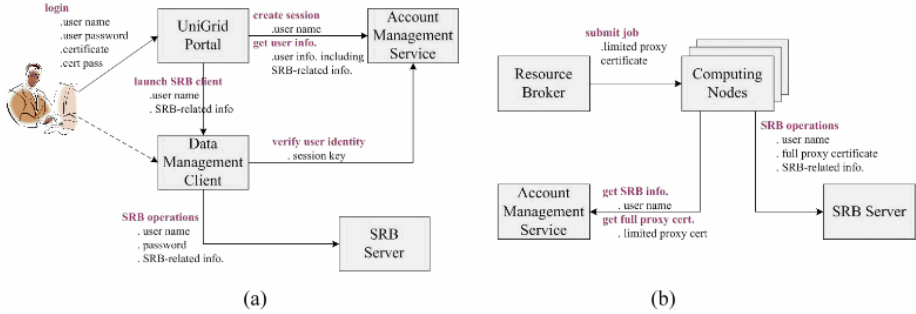 login
.user name
.user password
.certificate
.cert pass
UniGrid
Portal
create session
.user name
get user info.
.user info. including
SRB-related info.
Account
Management
Service
launch SRB client
.user name
. SRB-related info
Data
Management
Client
verify user identity
. session key
SRB operations
. user name
. password
. SRB-related info.
SRB
Server
(a)
Resource
Broker
submit job
.limited proxy
certificate
Computing
Nodes
SRB operations
. user name
. full proxy certificate
. SRB-related info.
Account
Management
Service
get SRB info.
. user name
get full proxy cert.
. limited proxy cert
SRB Server
(b)